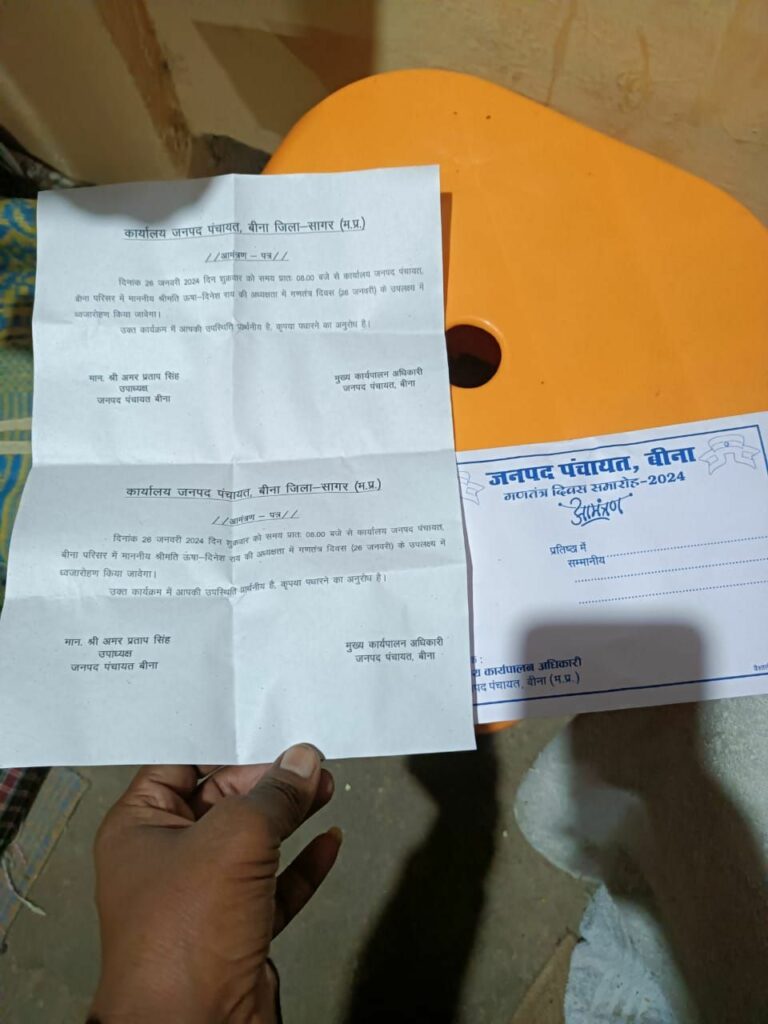 कार्यालय जनपद पंचायत, बीना जिला–सागर (म.प्र.)
//आमंत्रण – पत्र//
दिनांक 26 जनवरी 2024 दिन शुक्रवार को समय प्रातः 08.00 बजे से कार्यालय जनपद पंचायत,
बीना परिसर में माननीय श्रीमति ऊषा–दिनेश राय की अध्यक्षता में गणतंत्र दिवस (26 जनवरी) के उपलक्ष्य में
ध्वजारोहण किया जावेगा।
उक्त कार्यक्रम में आपकी उपस्थिति प्रार्थनीय है, कृपया पधारने का अनुरोध है।
मान. श्री अमर प्रताप सिंह
उपाध्यक्ष
जनपद पंचायत बीना
मुख्य कार्यपालन अधिकारी
जनपद पंचायत, बीना
कार्यालय जनपद पंचायत, बीना जिला–सागर (म.प्र.)
//आमंत्रण – पत्र//
दिनांक 26 जनवरी 2024 दिन शुक्रवार को समय प्रातः 08.00 बजे से कार्यालय जनपद पंचायत,
बीना परिसर में माननीय श्रीमति ऊषा–दिनेश राय की अध्यक्षता में गणतंत्र दिवस (26 जनवरी) के उपलक्ष्य में
ध्वजारोहण किया जावेगा।
उक्त कार्यक्रम में आपकी उपस्थिति प्रार्थनीय है, कृपया पधारने का अनुरोध है।
मान. श्री अमर प्रताप सिंह
उपाध्यक्ष
जनपद पंचायत बीना
मुख्य कार्यपालन अधिकारी
जनपद पंचायत, बीना
जनपद पंचायत, बीना
गणतंत्र दिवस समारोह-2024
आमंत्रण
प्रतिष्ठा में
सम्मानीय
कार्यपालन अधिकारी
पंचायत, बीना (म.प्र.)